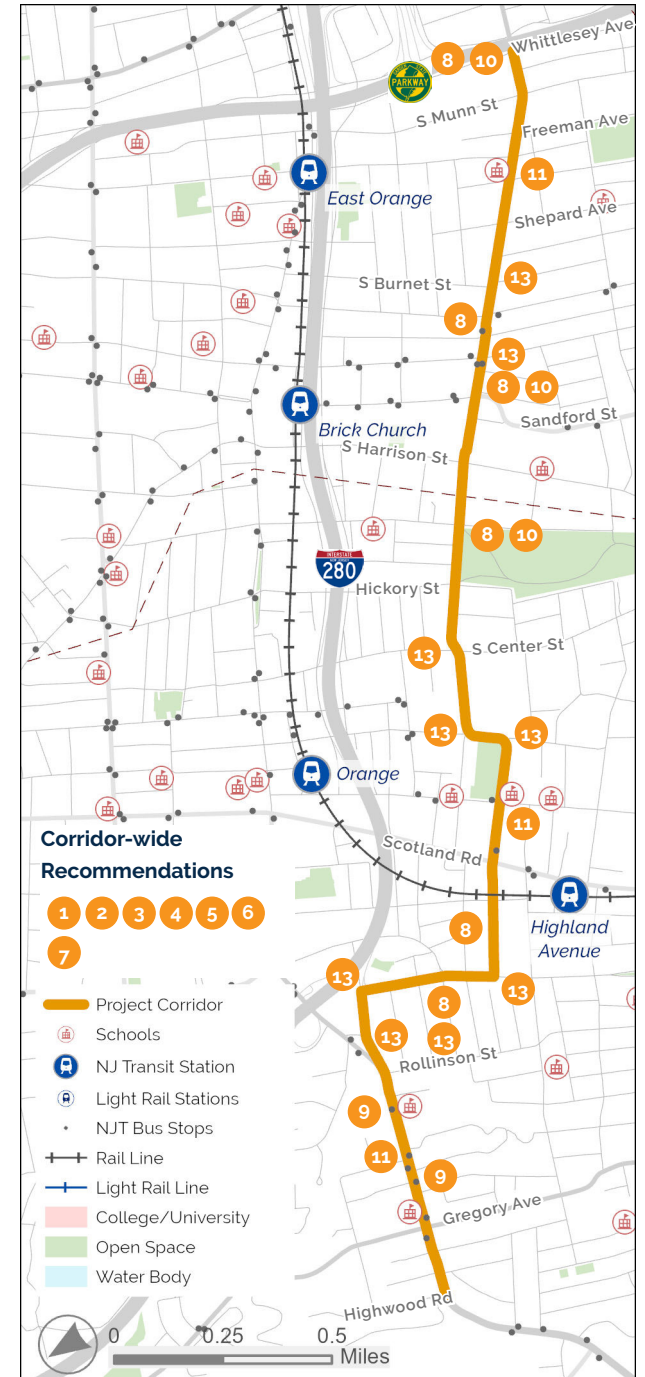 Whittlesey Ave
8 10
PARKWAY
S Munn St
Freeman Ave
11
East Orange
Shepard Ave
13
S Burnet St
8
13
8 10
Brick Church
Sandford St
S Harrison St
8 10
INTERSTATE
280
Hickory St
S Center St
13
13
13
Orange
11
Corridor-wide
Recommendations
Scotland Rd
1 2 3 4 5 6
7
8
Highland
Avenue
13
13
8
13
13
Rollinson St
9
11
9
Gregory Ave
Highwood Rd
Project Corridor
Schools
NJ Transit Station
Light Rail Stations
NJT Bus Stops
Rail Line
Light Rail Line
College/University
Open Space
Water Body
0 0.25 0.5
Miles